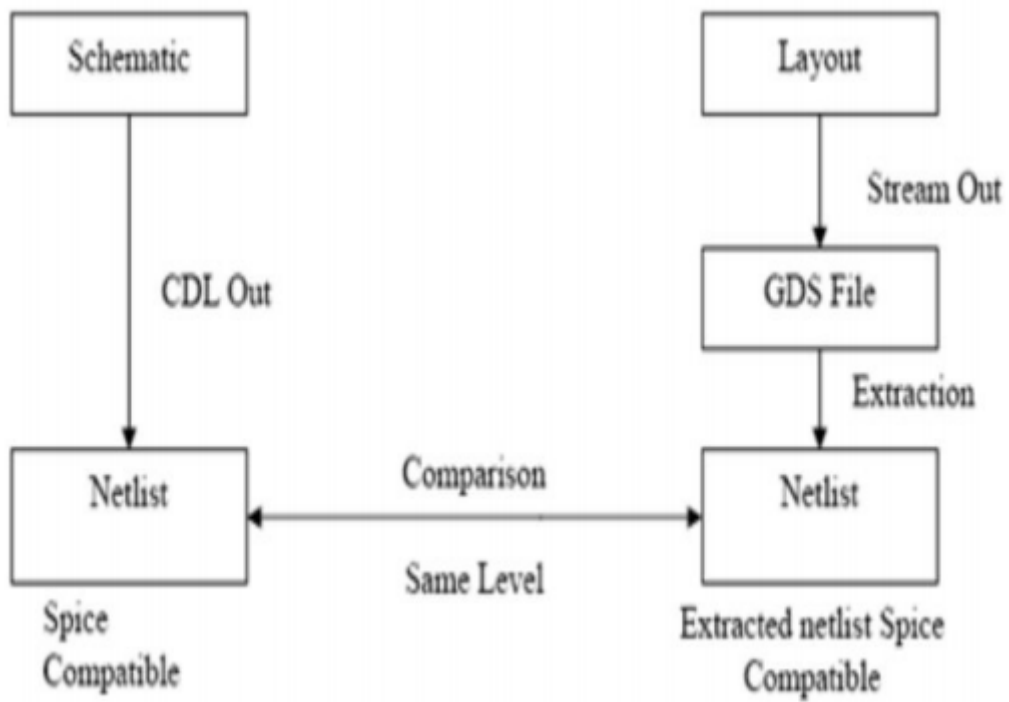 Schematic
Layout
Stream Out
CDL Out
GDS File
Extraction
Netlist
Comparison
Netlist
Same Level
Spice
Compatible
Extracted netlist Spice
Compatible